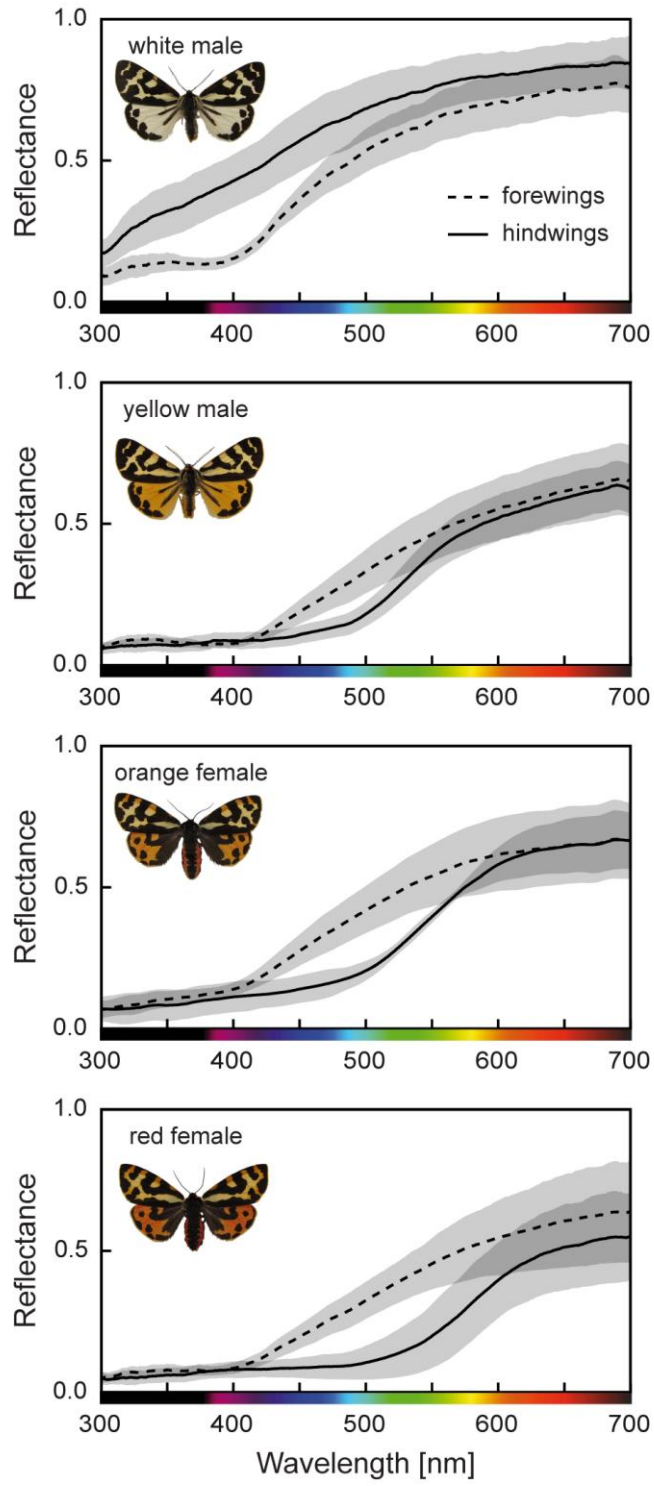 1.0
white male
Reflectance
0.5
forewings
hindwings
0.0
300 400 500 600 700
1.0
yellow male
Reflectance
0.5
0.0
300 400 500 600 700
1.0
orange female
Reflectance
0.5
0.0
300 400 500 600 700
1.0
red female
Reflectance
0.5
0.0
300 400 500 600 700
Wavelength [nm]